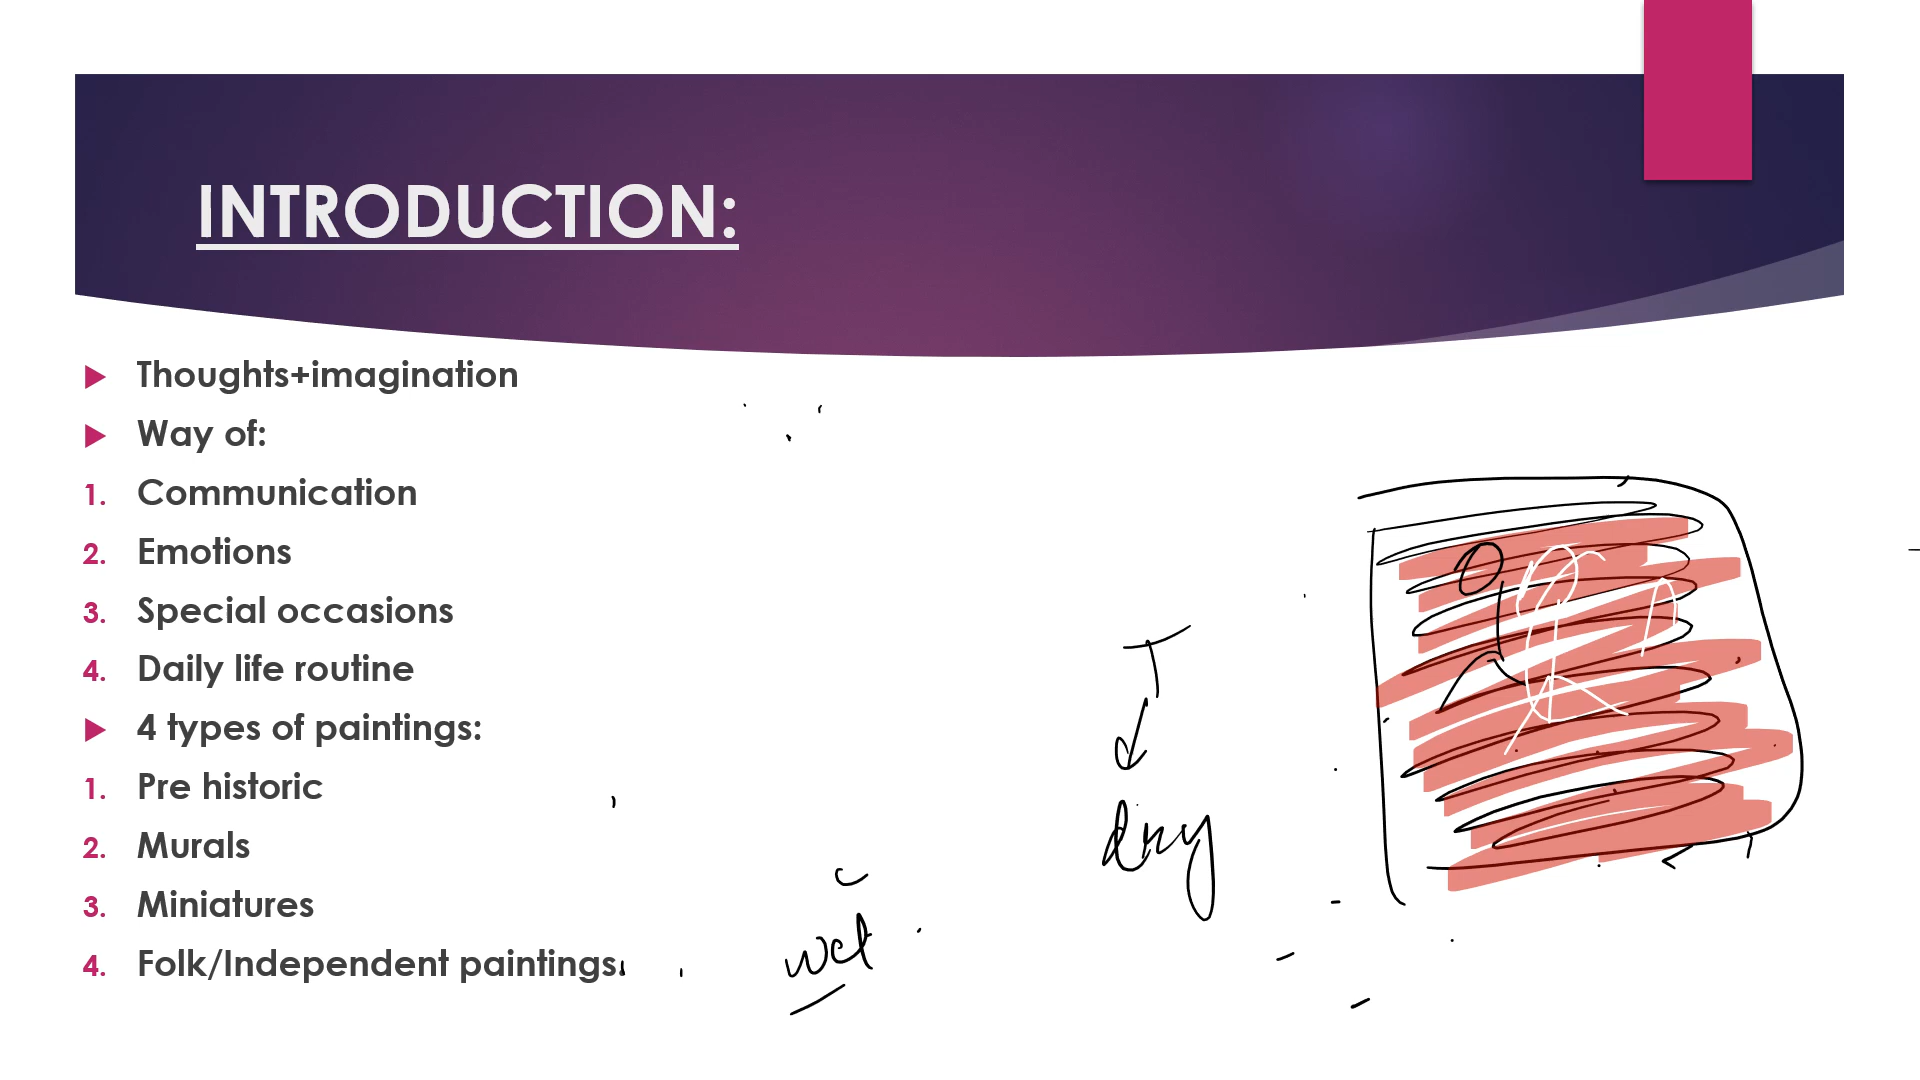 INTRODUCTION:
Thoughts+imagination
Way of:
1. Communication
2. Emotions
3. Special occasions
4. Daily life routine
4 types of paintings:
1. Pre historic
2. Murals
3. Miniatures
4. Folk/Independent paintings.
T
dry
wet